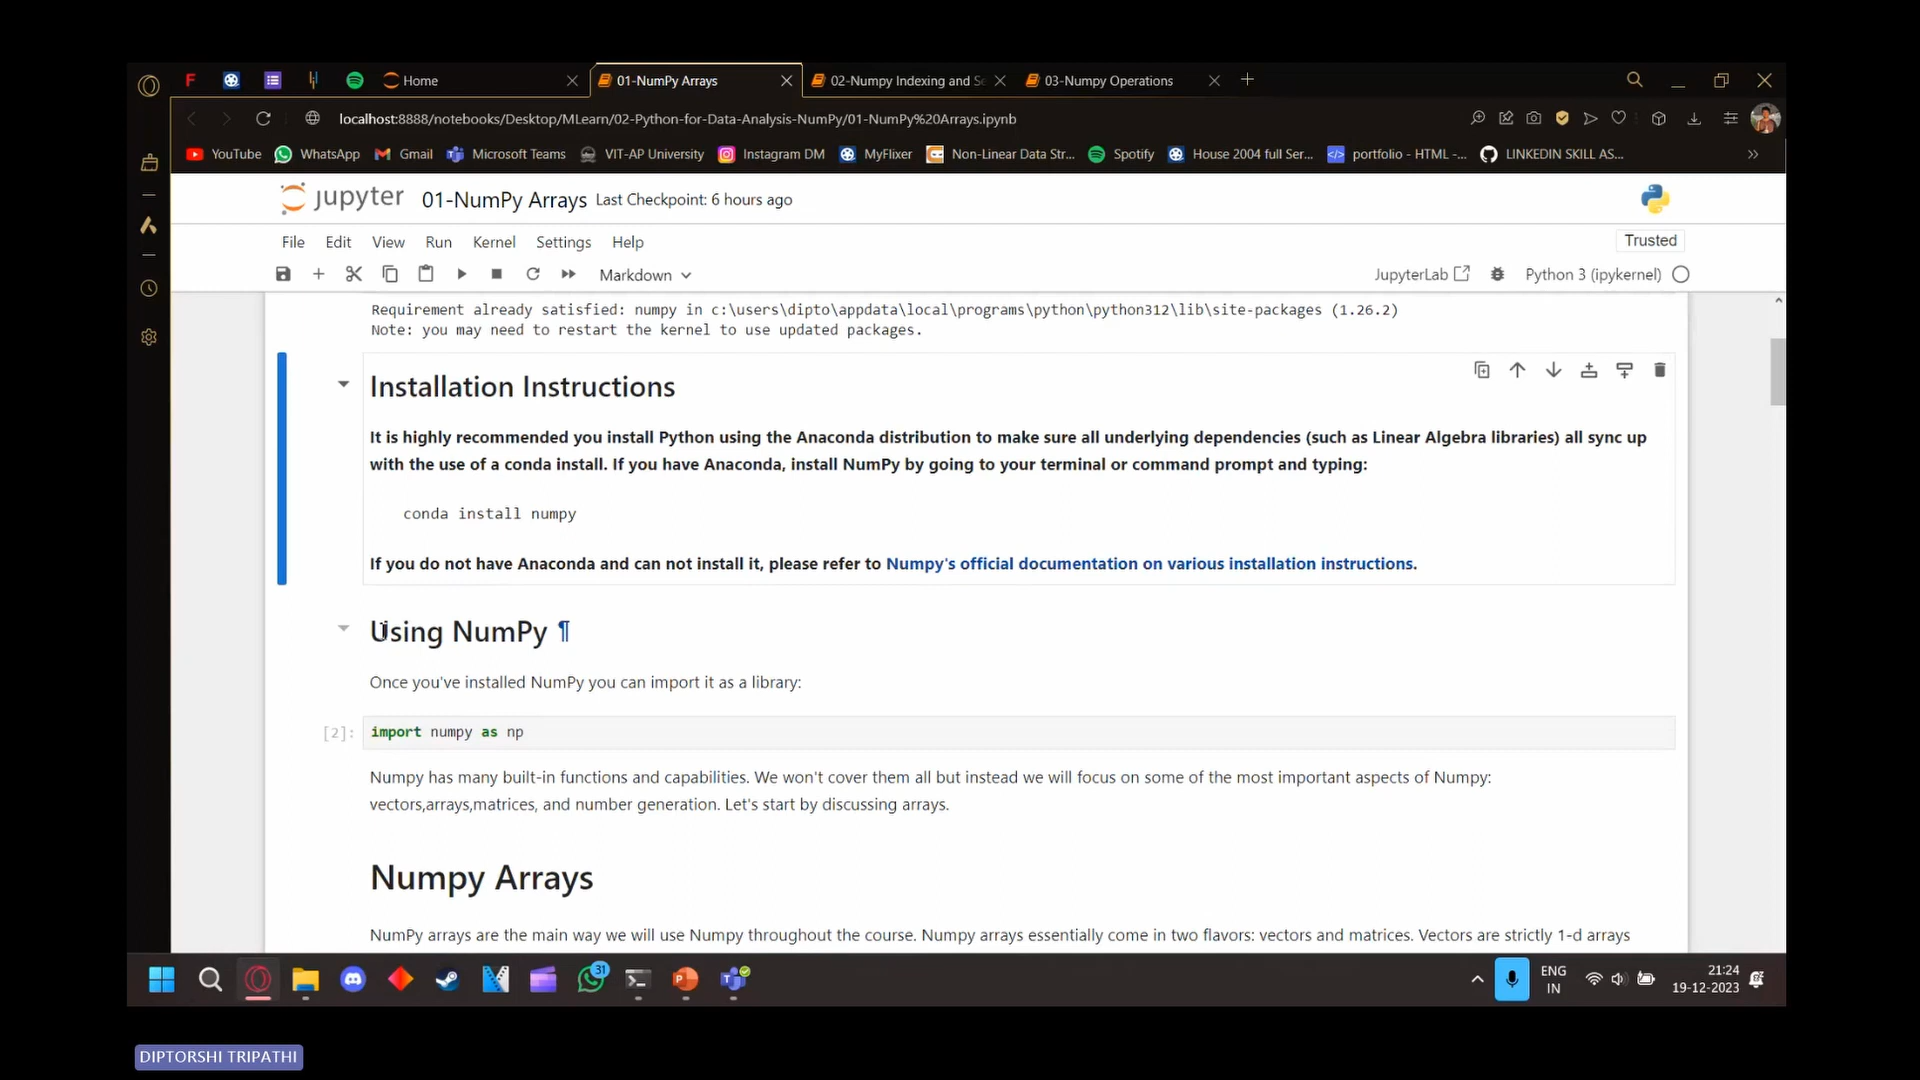 Home
01-NumPy Arrays
02-Numpy Indexing and Se
03-Numpy Operations
localhost:8888/notebooks/Desktop/MLearn/02-Python-for-Data-Analysis-NumPy/01-NumPy%20Arrays.ipynb
YouTube WhatsApp Gmail Microsoft Teams VIT-AP University Instagram DM MyFlixer Non-Linear Data Str... Spotify House 2004 full Ser... portfolio - HTML -... LINKEDIN SKILL AS...
jupyter 01-NumPy Arrays Last Checkpoint: 6 hours ago
File Edit View Run Kernel Settings Help
Trusted
Markdown
JupyterLab Python 3 (ipykernel)
Requirement already satisfied: numpy in c:\users\dipto\appdata\local\programs\python\python312\lib\site-packages (1.26.2)
Note: you may need to restart the kernel to use updated packages.
Installation Instructions
It is highly recommended you install Python using the Anaconda distribution to make sure all underlying dependencies (such as Linear Algebra libraries) all sync up
with the use of a conda install. If you have Anaconda, install NumPy by going to your terminal or command prompt and typing:
conda install numpy
If you do not have Anaconda and can not install it, please refer to Numpy's official documentation on various installation instructions.
Using NumPy ¶
Once you've installed NumPy you can import it as a library:
[2]: import numpy as np
Numpy has many built-in functions and capabilities. We won't cover them all but instead we will focus on some of the most important aspects of Numpy:
vectors,arrays,matrices, and number generation. Let's start by discussing arrays.
Numpy Arrays
NumPy arrays are the main way we will use Numpy throughout the course. Numpy arrays essentially come in two flavors: vectors and matrices. Vectors are strictly 1-d arrays
31
ENG
IN
21:24
19-12-2023
DIPTORSHI TRIPATHI